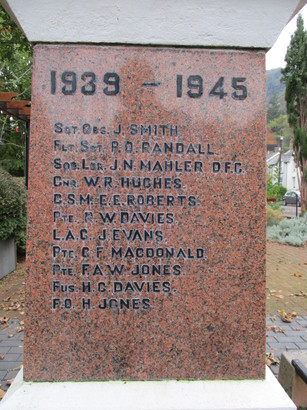 1939 - 1945
SGT. OBS. J. SMITH.
FLT. SGT. P. O. RANDALL.
SQD. LDR. J. N. MAHLER D.F.C.
GNR. W. R. HUGHES.
C.S.M. E. E. ROBERTS.
PTE. R. W. DAVIES.
L.A.C. J. EVANS.
PTE. C. F. MACDONALD.
PTE. F. A. W. JONES.
FUS. H. G. DAVIES.
P.O. H. JONES.